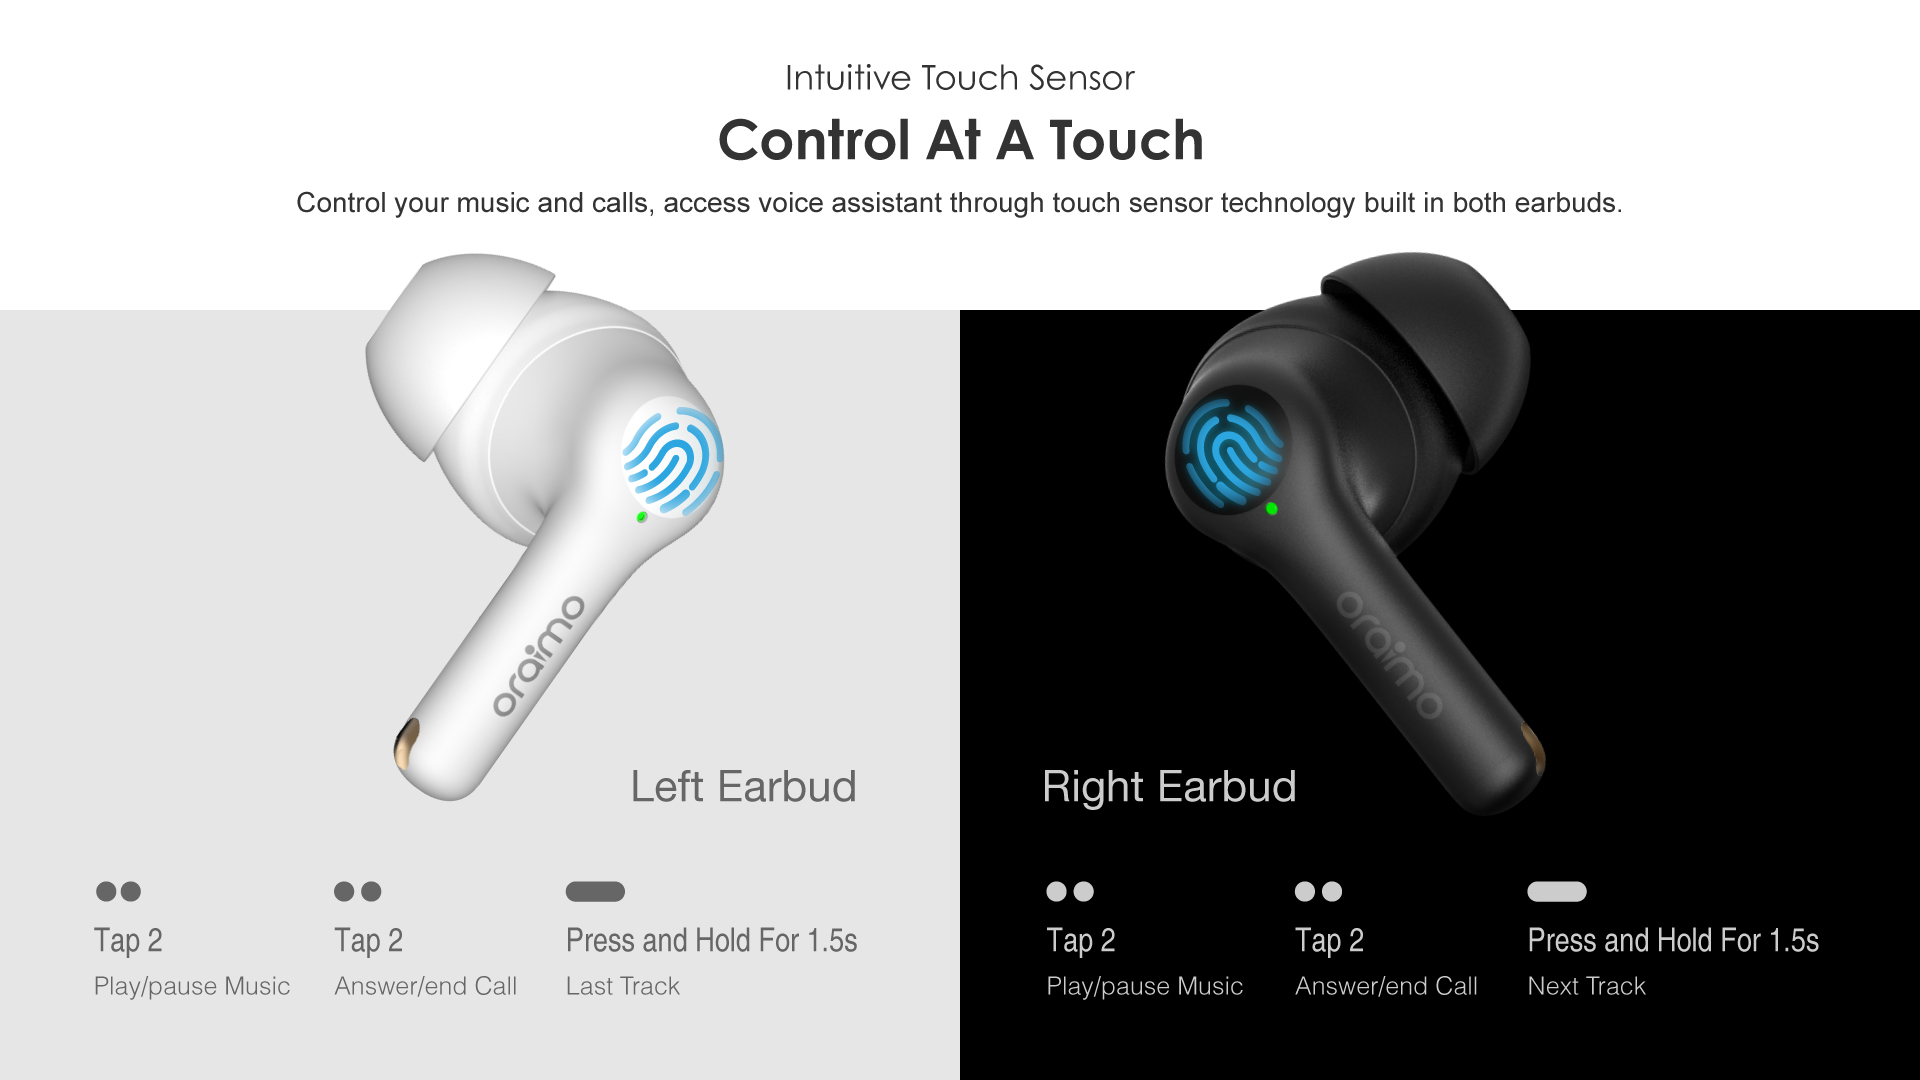 Intuitive Touch Sensor
Control At A Touch
Control your music and calls, access voice assistant through touch sensor technology built in both earbuds.
oraimo
Left Earbud
Tap 2
Play/pause Music
Tap 2
Answer/end Call
Press and Hold For 1.5s
Last Track
oraimo
Right Earbud
Tap 2
Play/pause Music
Tap 2
Answer/end Call
Press and Hold For 1.5s
Next Track